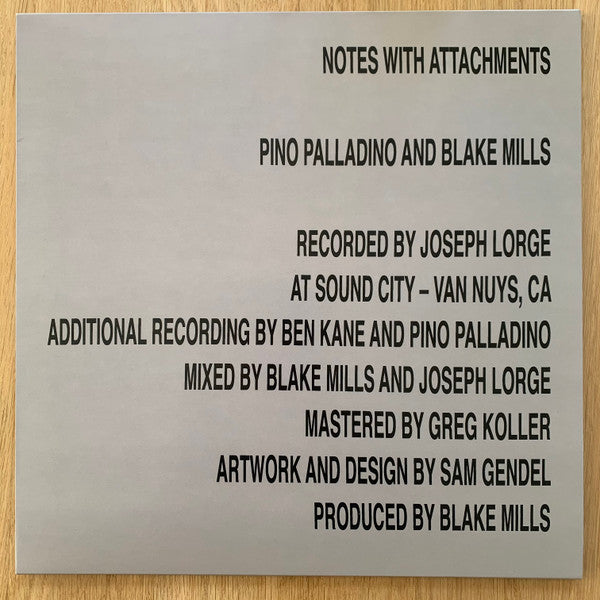 NOTES WITH ATTACHMENTS
PINO PALLADINO AND BLAKE MILLS
RECORDED BY JOSEPH LORGE
AT SOUND CITY – VAN NUYS, CA
ADDITIONAL RECORDING BY BEN KANE AND PINO PALLADINO
MIXED BY BLAKE MILLS AND JOSEPH LORGE
MASTERED BY GREG KOLLER
ARTWORK AND DESIGN BY SAM GENDEL
PRODUCED BY BLAKE MILLS